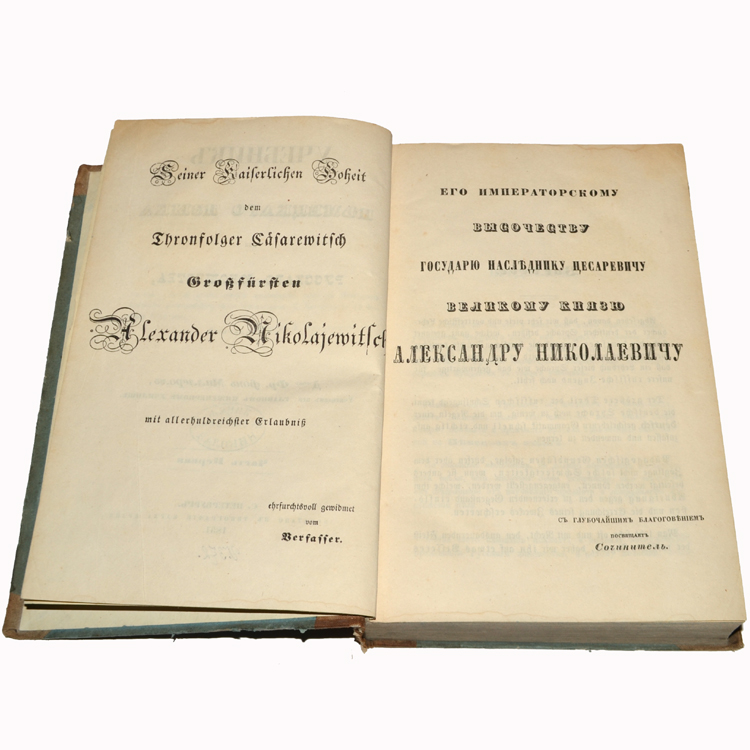 Seiner Kaiserlichen Hoheit
dem
Thronfolger Cäsarewitsch
Großfürsten
Alexander Nikolajewitsch
mit allerhuldreichster Erlaubniß
ehrfurchtsvoll gewidmet
vom
Verfasser.
ЕГО ИМПЕРАТОРСКОМУ
ВЫСОЧЕСТВУ
ГОСУДАРЮ НАСЛѢДНИКУ ЦЕСАРЕВИЧУ
ВЕЛИКОМУ КНЯЗЮ
АЛЕКСАНДРУ НИКОЛАЕВИЧУ
СЪ ГЛУБОЧАЙШИМЪ БЛАГОГОВѢНІЕМЪ
ПОСВЯЩАЕТЪ
Сочинитель.